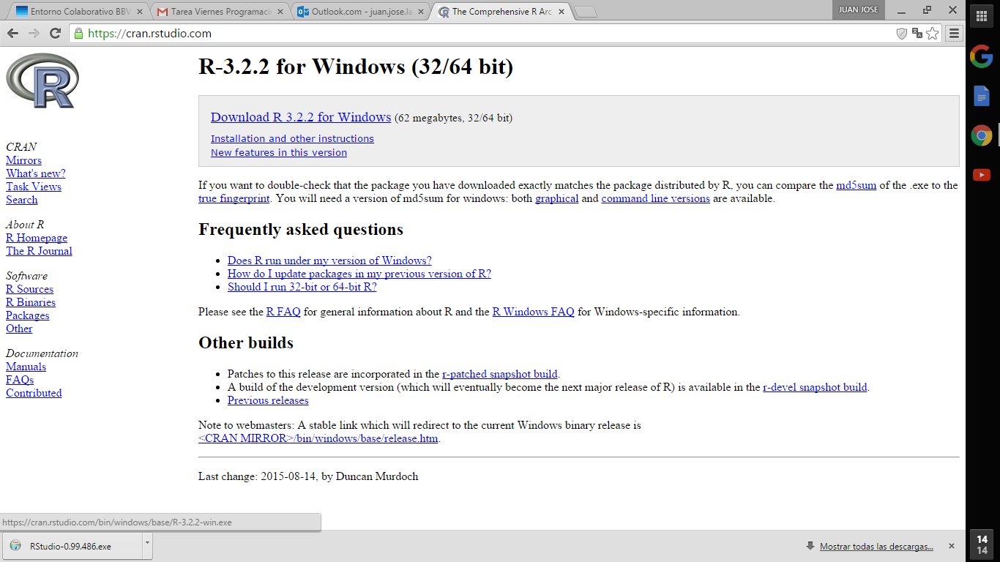 Entorno Colaborativo BBV
Tarea Viernes Programaci
Outlook.com - juan.jose.la
The Comprehensive R Arc
JUAN JOSE
https://cran.rstudio.com
R
CRAN
Mirrors
What's new?
Task Views
Search
About R
R Homepage
The R Journal
Software
R Sources
R Binaries
Packages
Other
Documentation
Manuals
FAQs
Contributed
R-3.2.2 for Windows (32/64 bit)
Download R 3.2.2 for Windows (62 megabytes, 32/64 bit)
Installation and other instructions
New features in this version
If you want to double-check that the package you have downloaded exactly matches the package distributed by R, you can compare the md5sum of the .exe to the
true fingerprint. You will need a version of md5sum for windows: both graphical and command line versions are available.
Frequently asked questions
Does R run under my version of Windows?
How do I update packages in my previous version of R?
Should I run 32-bit or 64-bit R?
Please see the R FAQ for general information about R and the R Windows FAQ for Windows-specific information.
Other builds
Patches to this release are incorporated in the r-patched snapshot build.
A build of the development version (which will eventually become the next major release of R) is available in the r-devel snapshot build.
Previous releases
Note to webmasters: A stable link which will redirect to the current Windows binary release is
<CRAN MIRROR>/bin/windows/base/release.htm.
Last change: 2015-08-14, by Duncan Murdoch
https://cran.rstudio.com/bin/windows/base/R-3.2.2-win.exe
RStudio-0.99.486.exe
Mostrar todas las descargas...
14
14